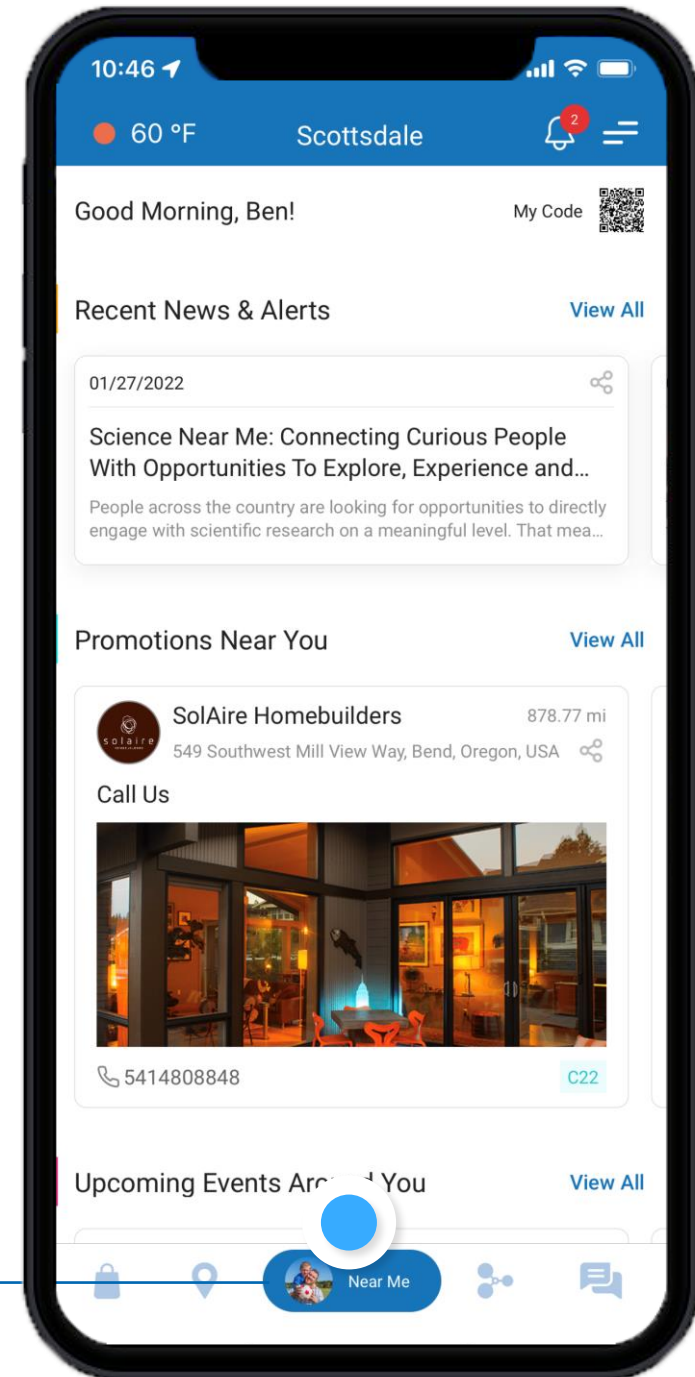 10:46
60 °F
Scottsdale
2
Good Morning, Ben!
My Code
Recent News & Alerts
View All
01/27/2022
Science Near Me: Connecting Curious People
With Opportunities To Explore, Experience and...
People across the country are looking for opportunities to directly
engage with scientific research on a meaningful level. That mea...
Promotions Near You
View All
solaire
SolAire Homebuilders
878.77 mi
549 Southwest Mill View Way, Bend, Oregon, USA
Call Us
5414808848
C22
Upcoming Events Around You
View All
Near Me